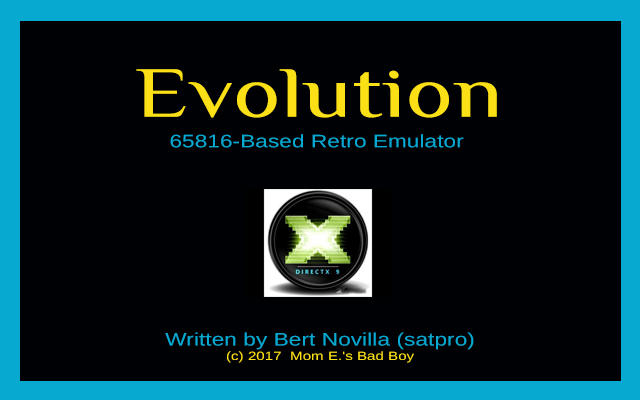 Evolution
65816-Based Retro Emulator
DIRECTX 9
Written by Bert Novilla (satpro)
(c) 2017  Mom E.'s Bad Boy